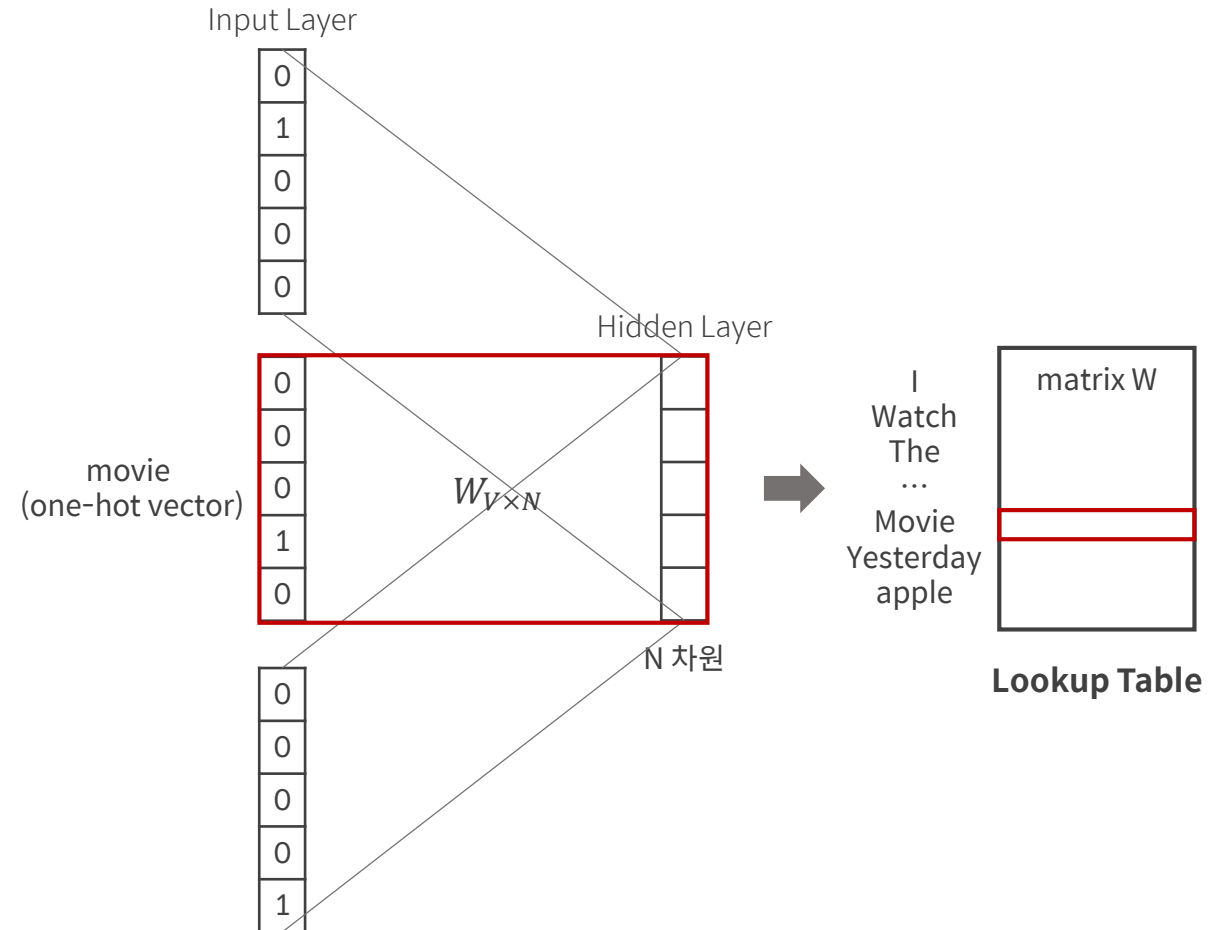 Input Layer
0
1
0
0
0
Hidden Layer
movie
(one-hot vector)
0
0
0
1
0
W_{V×N}
N 차원
0
0
0
0
1
I
Watch
The
…
Movie
Yesterday
apple
matrix W
Lookup Table